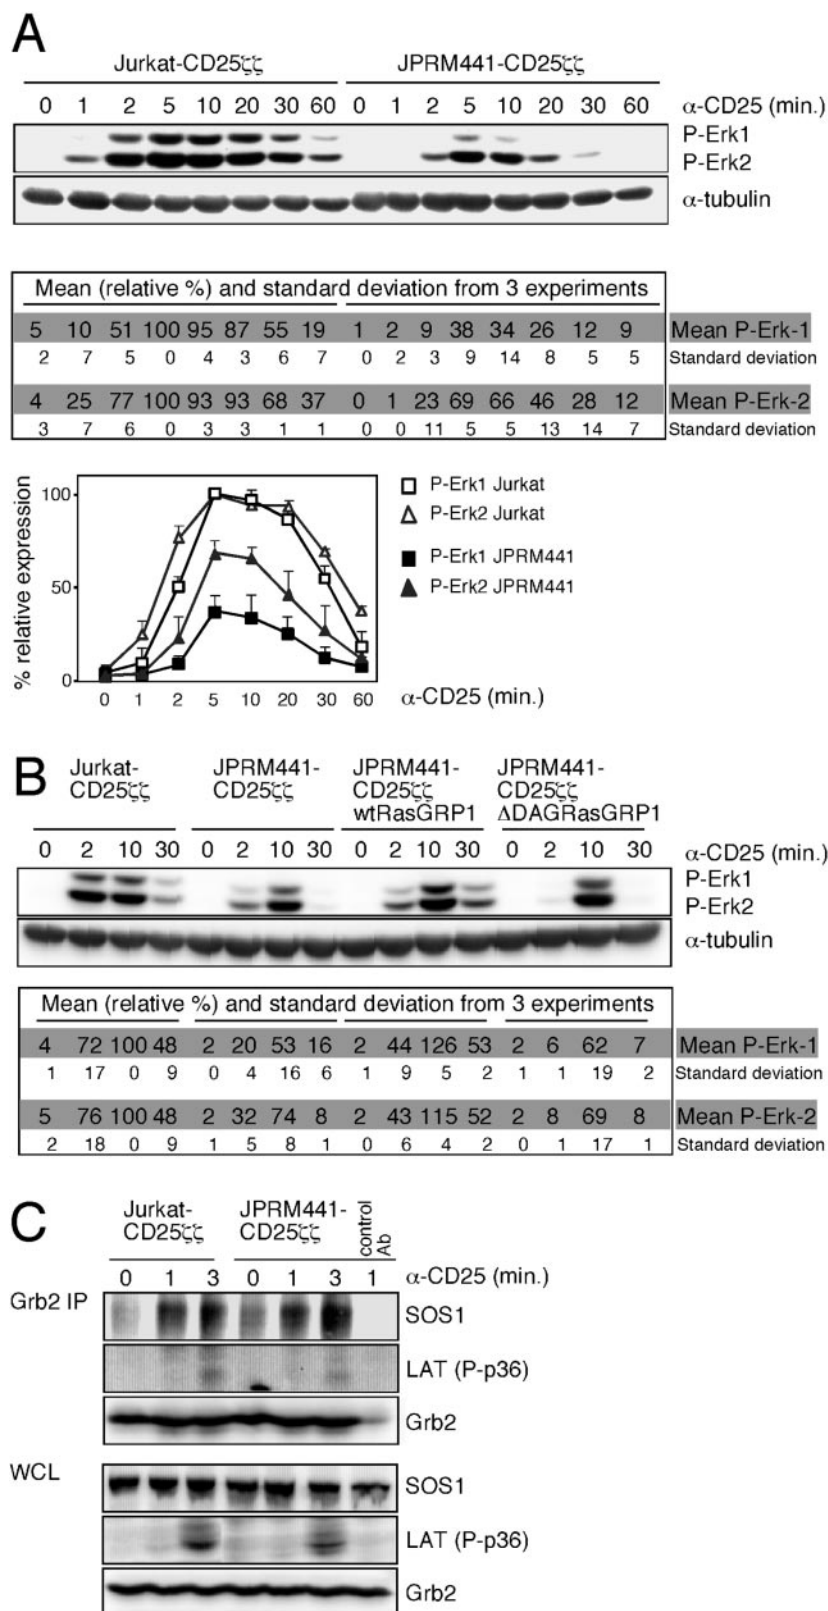 A
Jurkat-CD25ζζ JPRM441-CD25ζζ
0 1 2 5 10 20 30 60 0 1 2 5 10 20 30 60 α-CD25 (min.)
P-Erk1
P-Erk2
α-tubulin
Mean (relative %) and standard deviation from 3 experiments
5 10 51 100 95 87 55 19 1 2 9 38 34 26 12 9 Mean P-Erk-1
2 7 5 0 4 3 6 7 0 2 3 9 14 8 5 5 Standard deviation
4 25 77 100 93 93 68 37 0 1 23 69 66 46 28 12 Mean P-Erk-2
3 7 6 0 3 3 1 1 0 0 11 5 5 13 14 7 Standard deviation
% relative expression
100
50
0
0 1 2 5 10 20 30 60 α-CD25 (min.)
P-Erk1 Jurkat
P-Erk2 Jurkat
P-Erk1 JPRM441
P-Erk2 JPRM441
B
Jurkat- JPRM441- JPRM441- JPRM441-
CD25ζζ CD25ζζ CD25ζζ CD25ζζ
wtRasGRP1 ΔDAGRasGRP1
0 2 10 30 0 2 10 30 0 2 10 30 0 2 10 30 α-CD25 (min.)
P-Erk1
P-Erk2
α-tubulin
Mean (relative %) and standard deviation from 3 experiments
4 72 100 48 2 20 53 16 2 44 126 53 2 6 62 7 Mean P-Erk-1
1 17 0 9 0 4 16 6 1 9 5 2 1 1 19 2 Standard deviation
5 76 100 48 2 32 74 8 2 43 115 52 2 8 69 8 Mean P-Erk-2
2 18 0 9 1 5 8 1 0 6 4 2 0 1 17 1 Standard deviation
C
Jurkat- JPRM441- control
CD25ζζ CD25ζζ Ab
0 1 3 0 1 3 1 α-CD25 (min.)
Grb2 IP
SOS1
LAT (P-p36)
Grb2
WCL
SOS1
LAT (P-p36)
Grb2